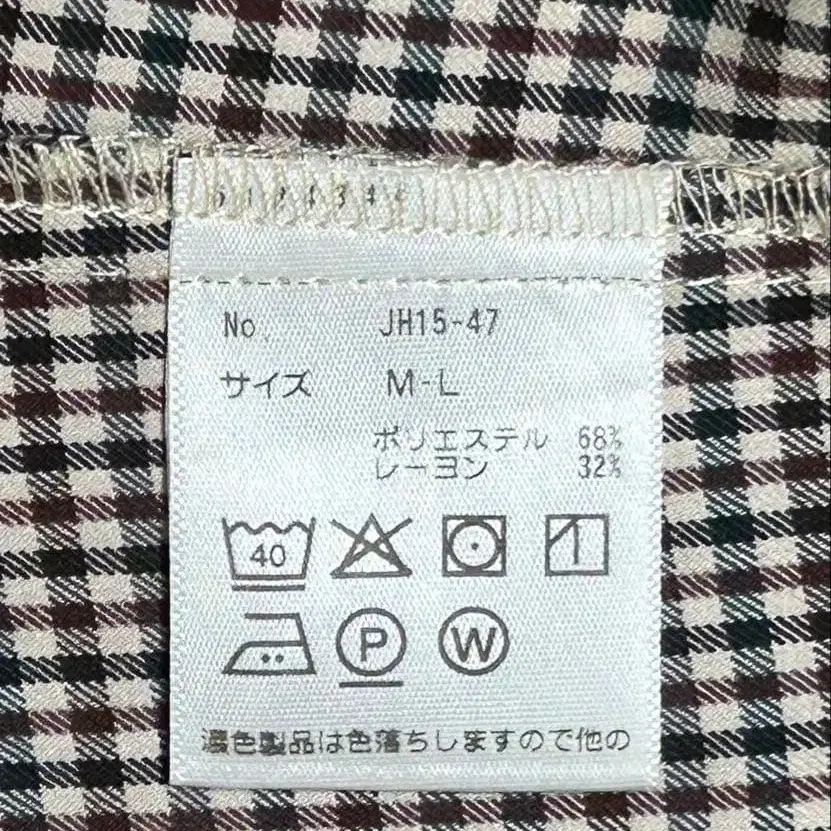 No. JH15-47
サイズ M-L
ポリエステル 68%
レーヨン 32%
40
P W
濃色製品は色落ちしますので他の